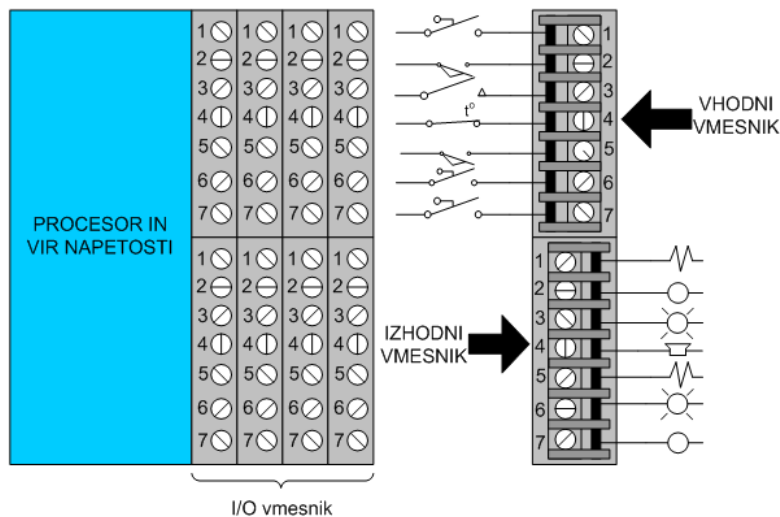 PROCESOR IN
VIR NAPETOSTI
1 1 1 1
2 2 2 2
3 3 3 3
4 4 4 4
5 5 5 5
6 6 6 6
7 7 7 7
1 1 1 1
2 2 2 2
3 3 3 3
4 4 4 4
5 5 5 5
6 6 6 6
7 7 7 7
I/O vmesnik
t°
1
2
3
4
5
6
7
VHODNI
VMESNIK
IZHODNI
VMESNIK
1
2
3
4
5
6
7